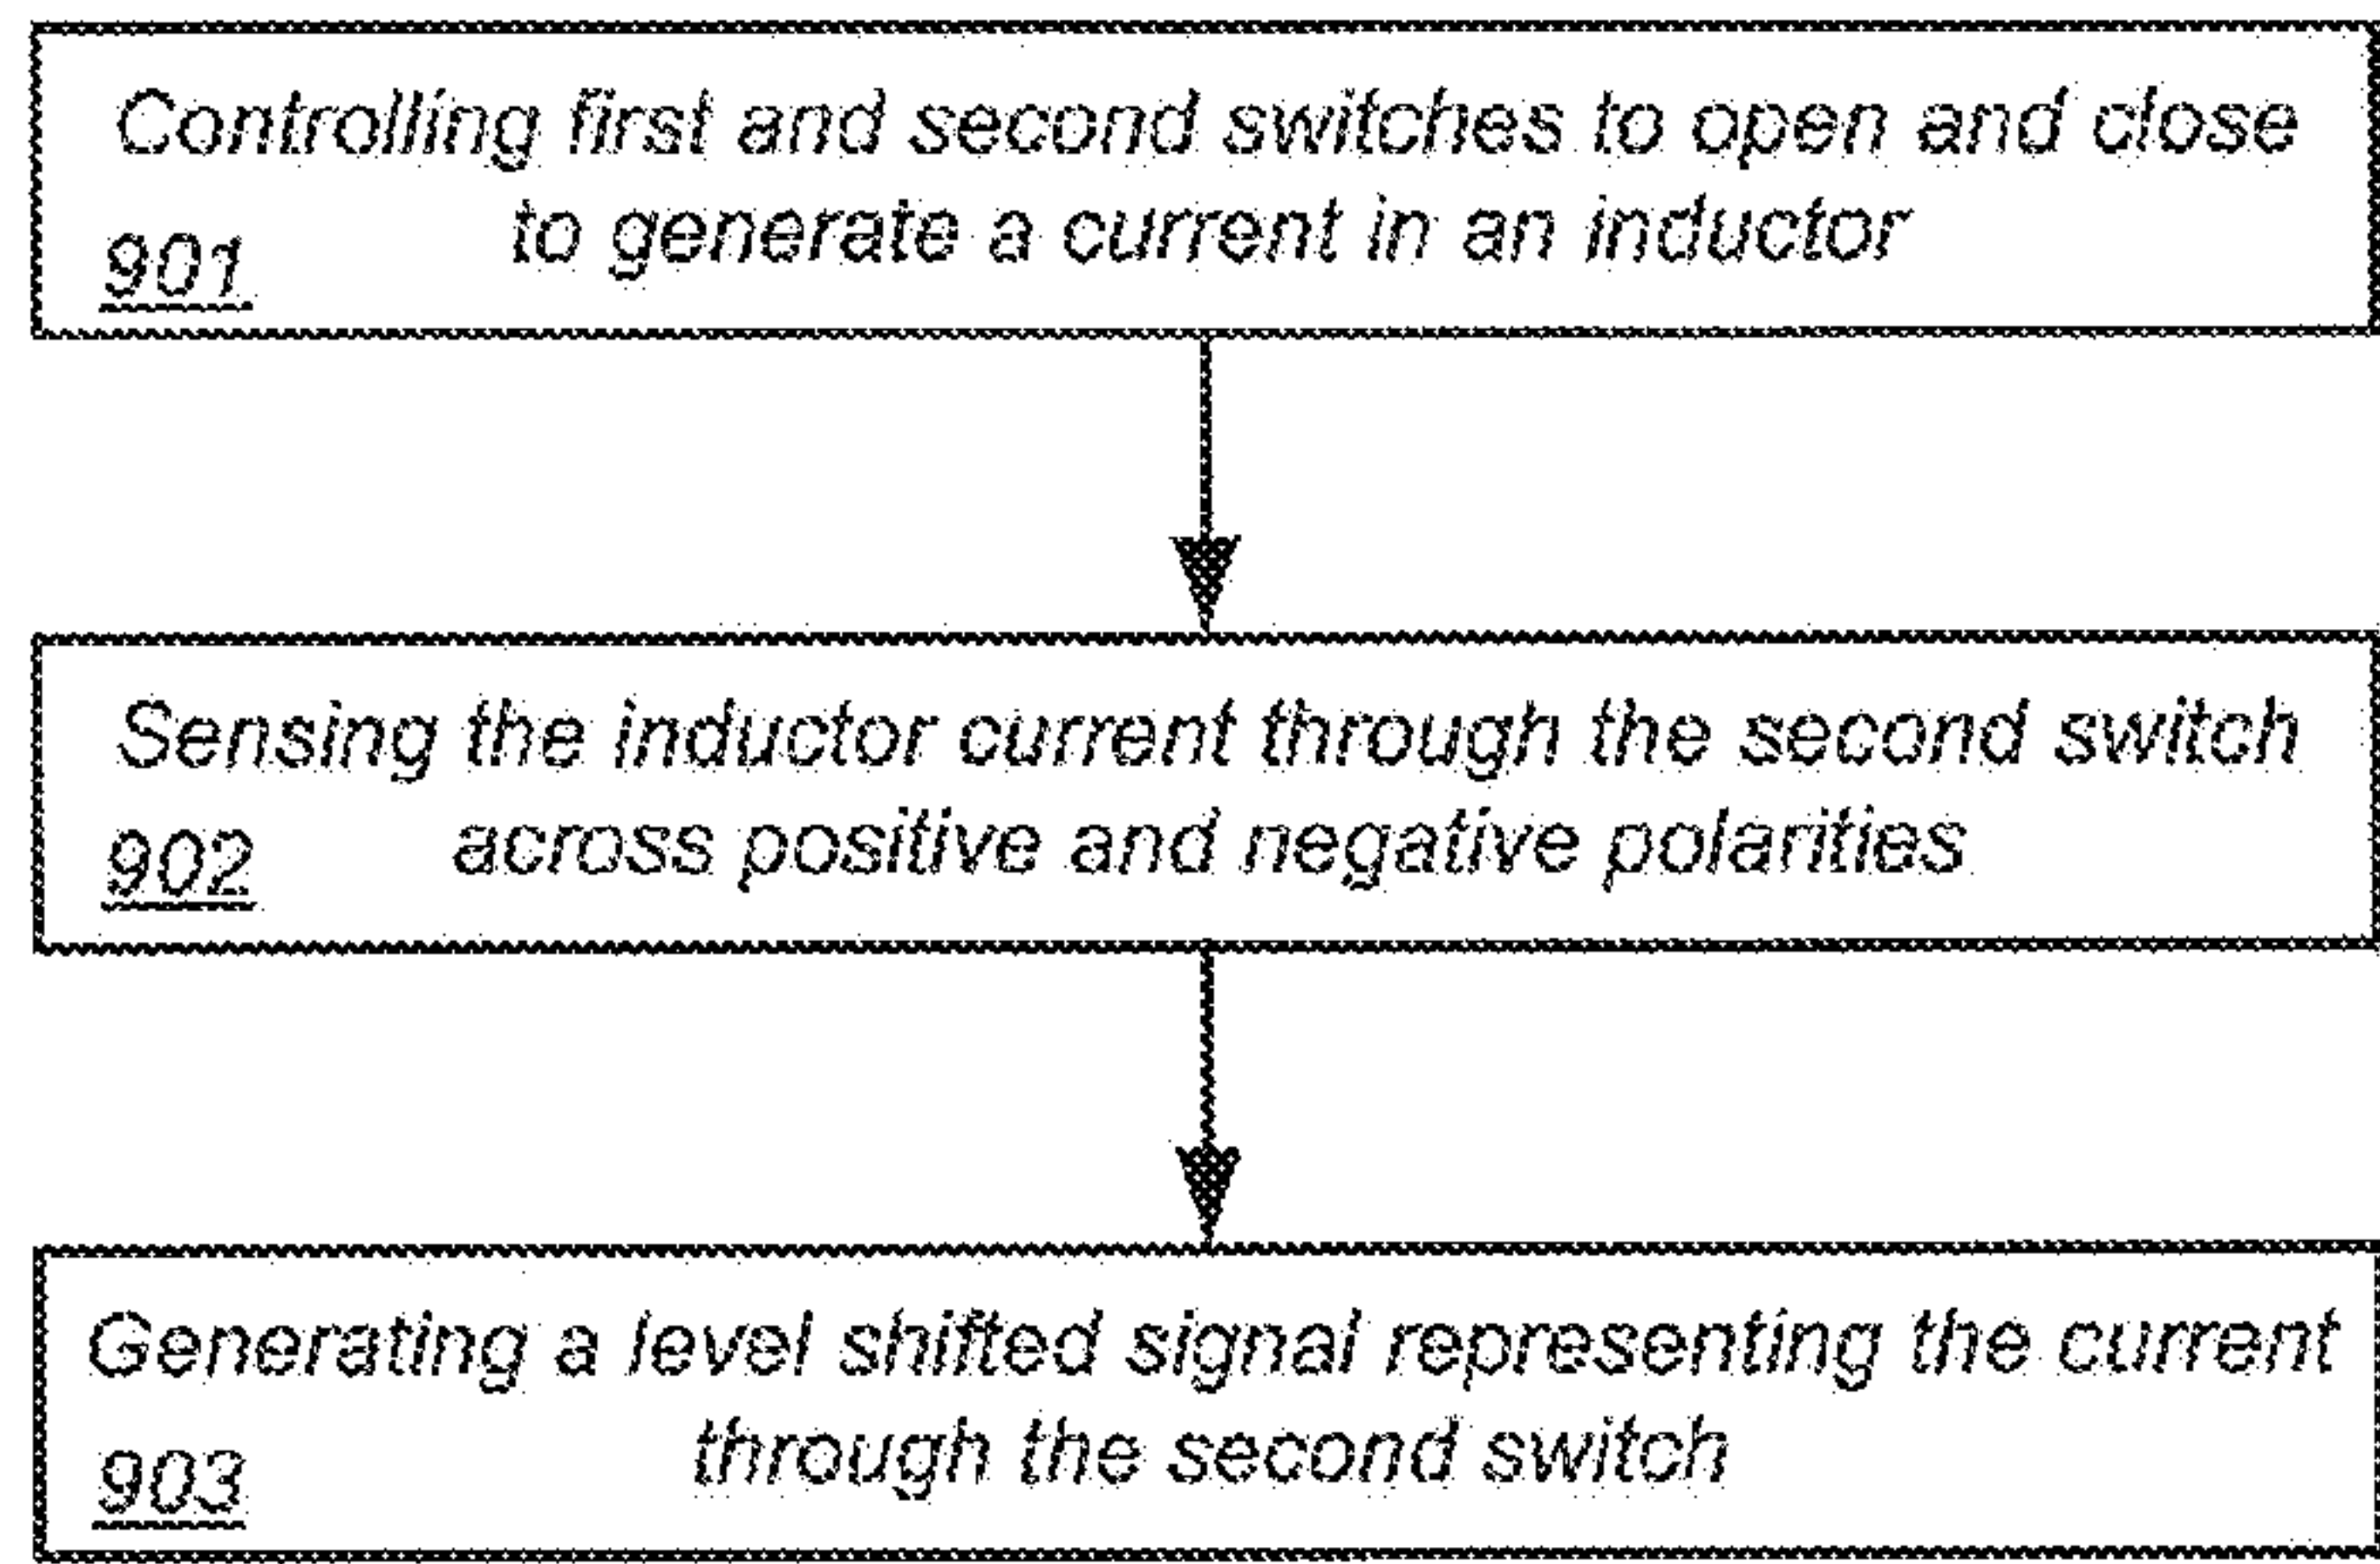 Controlling first and second switches to open and close
to generate a current in an inductor
901
Sensing the inductor current through the second switch
across positive and negative polarities
902
Generating a level shifted signal representing the current
through the second switch
903